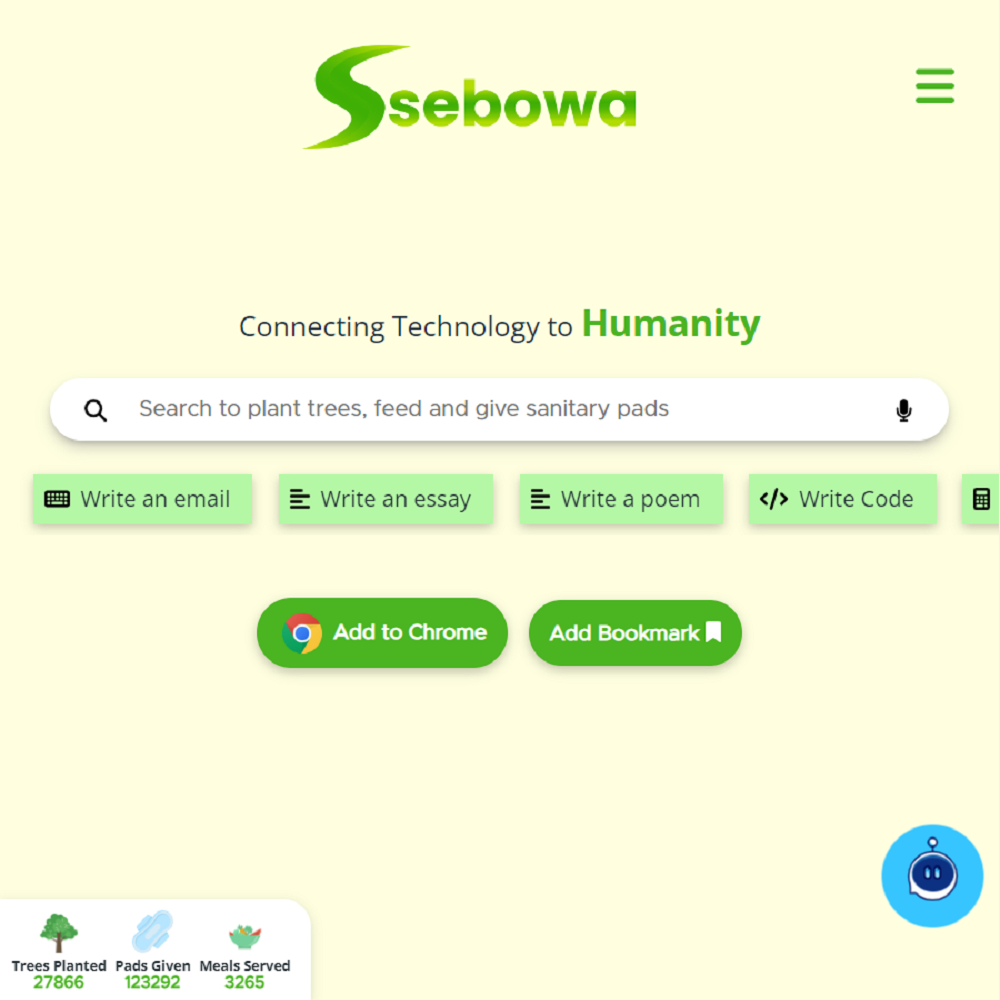 Ssebowa
Connecting Technology to Humanity
Search to plant trees, feed and give sanitary pads
Write an email Write an essay Write a poem Write Code
Add to Chrome Add Bookmark
Trees Planted Pads Given Meals Served
27866 123292 3265